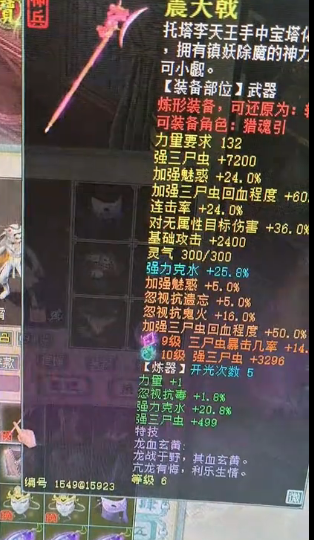 神兵
震天戟
托塔李天王手中宝塔化
,拥有镇妖除魔的神力
可小觑。
【装备部位】武器
炼形装备,可还原为:
可装备角色:猎魂引
力量要求 132
强三尸虫 +7200
加强魅惑 +24.0%
加强三尸虫回血程度 +60.
连击率 +24.0%
对无属性目标伤害 +36.0%
基础攻击 +2400
灵气 300/300
强力克水 +25.8%
加强魅惑 +5.0%
忽视抗遗忘 +5.0%
忽视抗鬼火 +16.0%
加强三尸虫回血程度 +50.0%
9级 三尸虫暴击几率 +14.
10级 强三尸虫 +3296
【炼器】开光次数 5
力量 +1
忽视抗毒 +1.8%
强力克水 +20.8%
强三尸虫 +499
特技
龙血玄黄:
龙战于野,其血玄黄。
亢龙有悔,利乐生情。
等级 6
编号 1549@15923
藏